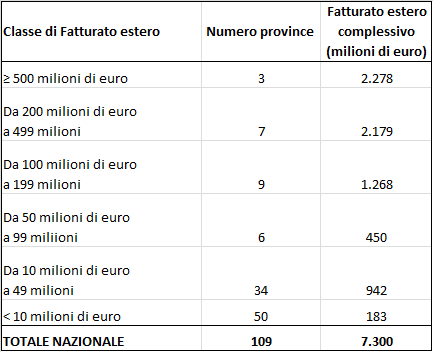 Classe di Fatturato estero Numero province Fatturato estero
complessivo
(milioni di euro)
≥ 500 milioni di euro 3 2.278
Da 200 milioni di euro
a 499 milioni 7 2.179
Da 100 milioni di euro
a 199 milioni 9 1.268
Da 50 milioni di euro
a 99 miliioni 6 450
Da 10 milioni di euro
a 49 milioni 34 942
< 10 milioni di euro 50 183
TOTALE NAZIONALE 109 7.300